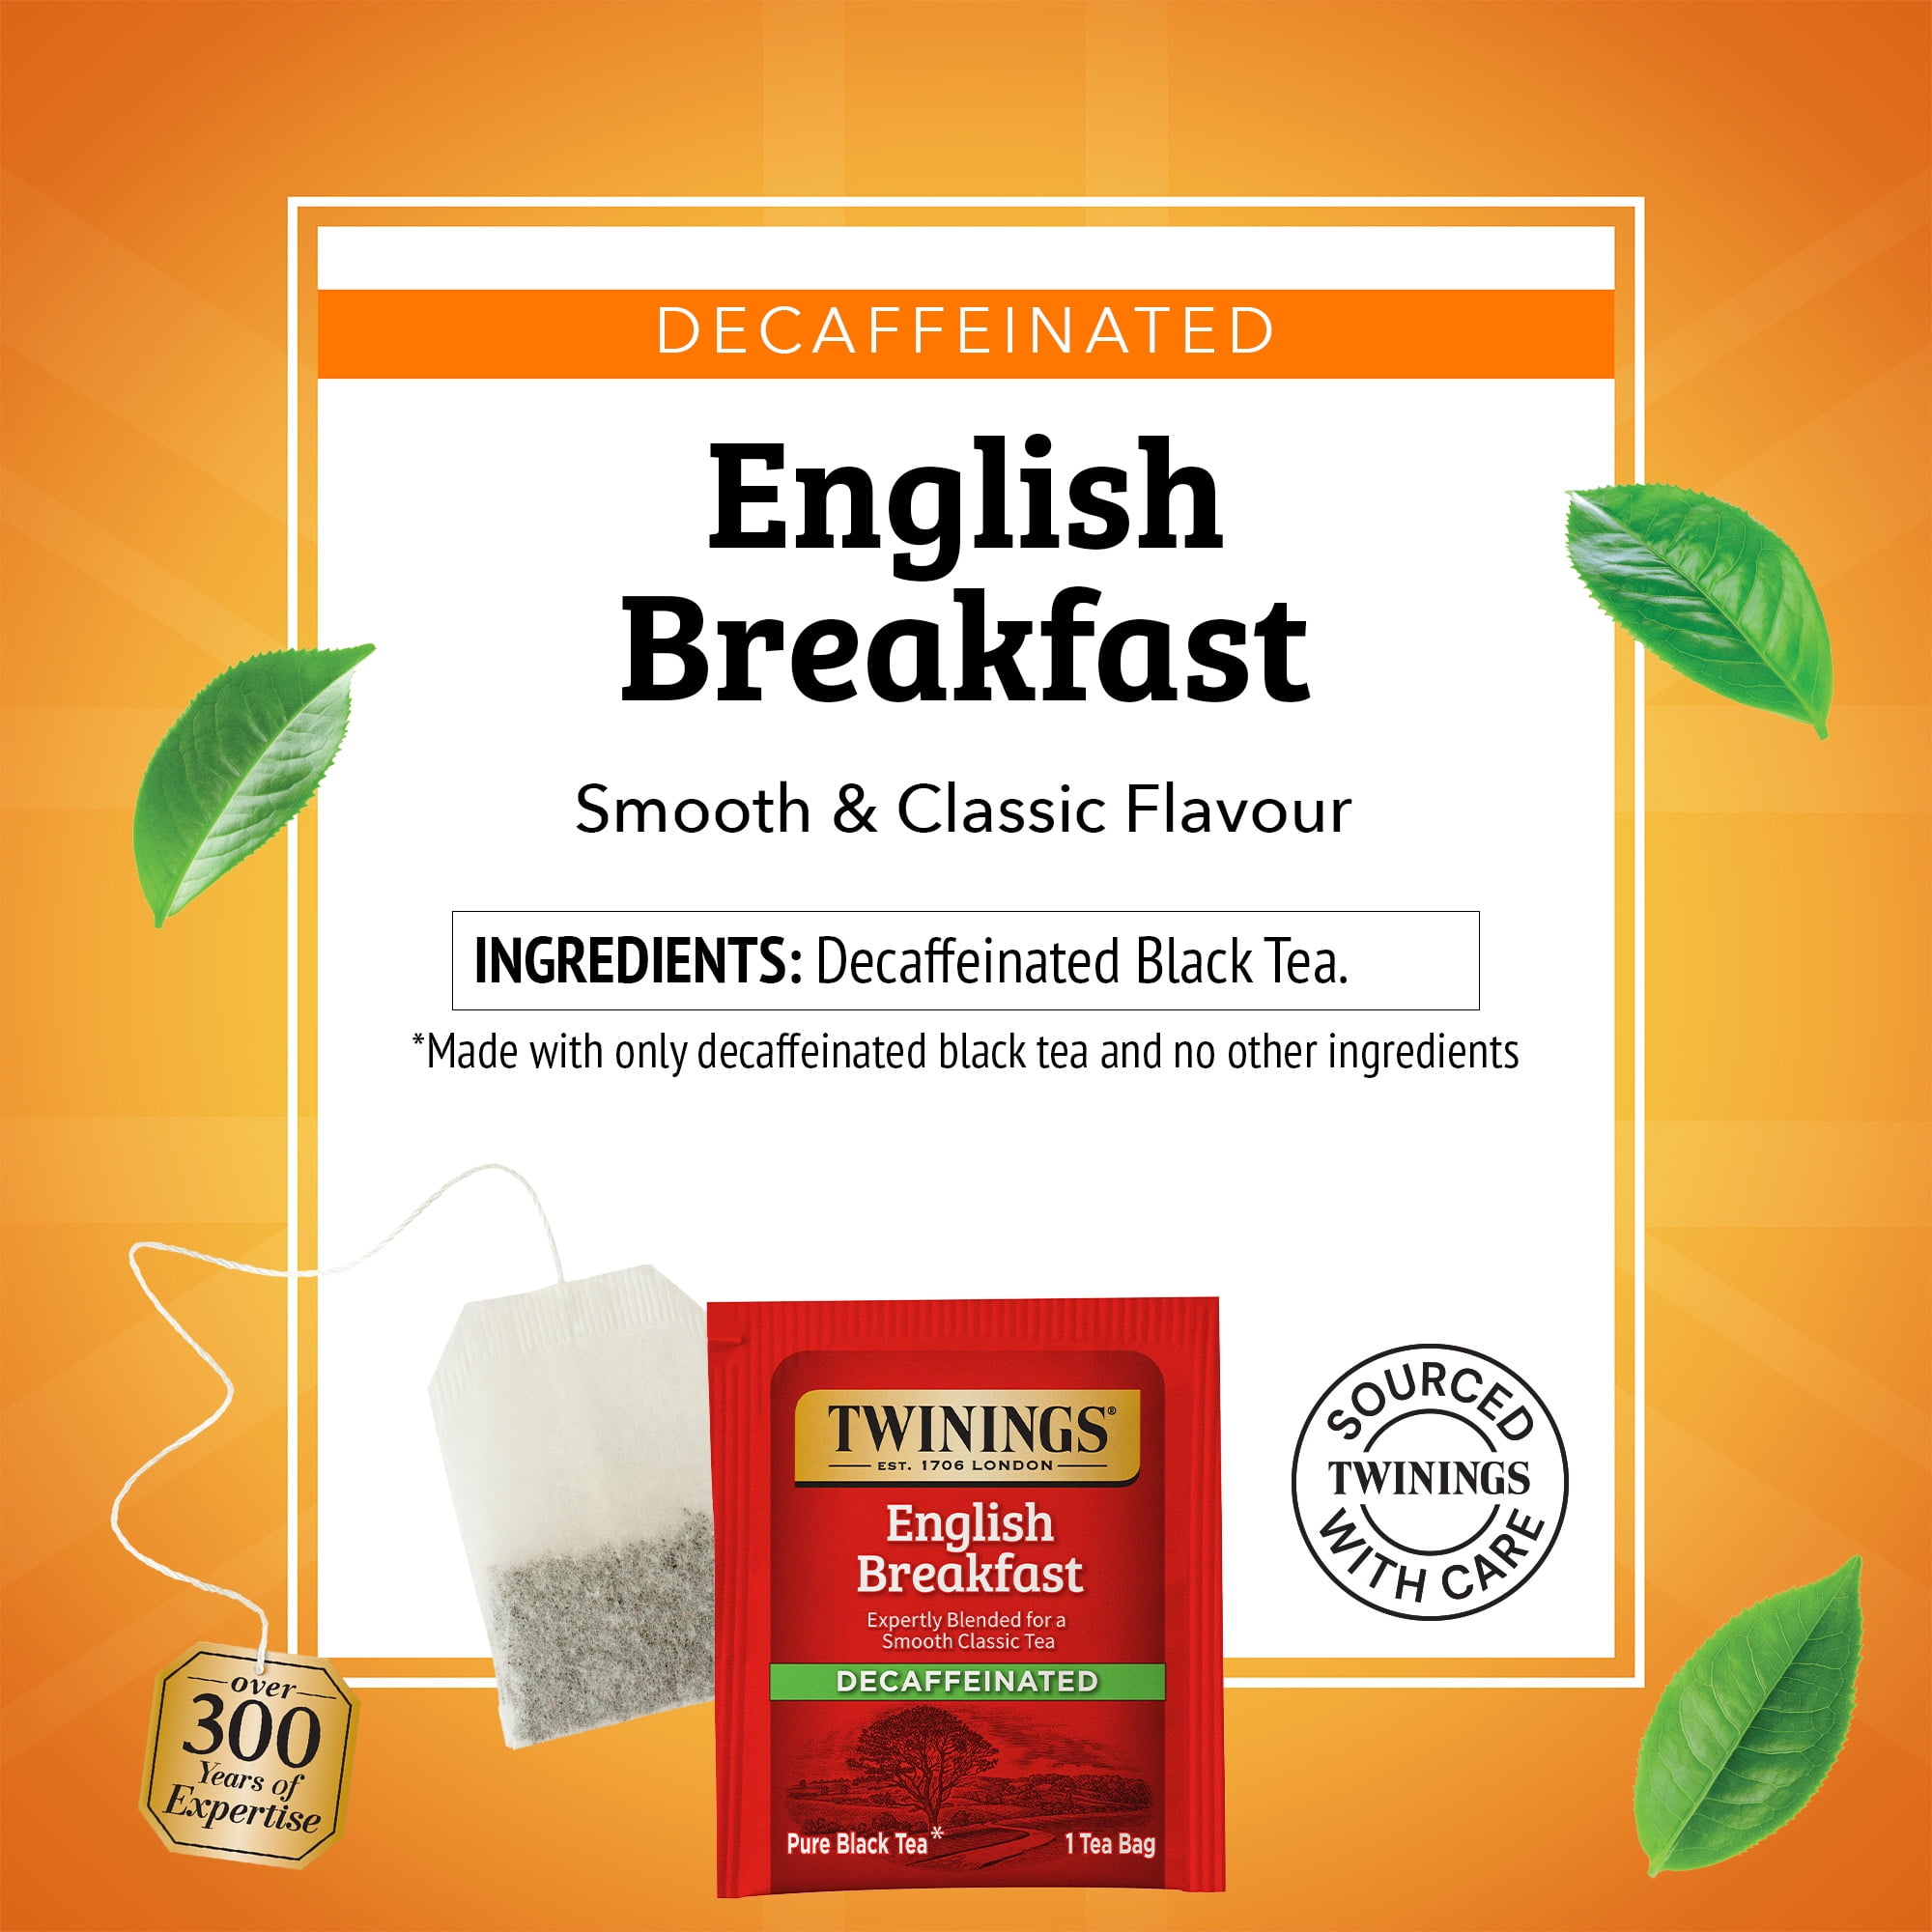 DECAFFEINATED
English
Breakfast
Smooth & Classic Flavour
INGREDIENTS: Decaffeinated Black Tea.
*Made with only decaffeinated black tea and no other ingredients
TWININGS®
EST. 1706 LONDON
English
Breakfast
Expertly Blended for a
Smooth Classic Tea
DECAFFEINATED
Pure Black Tea*
1 Tea Bag
SOURCED
TWININGS
WITH CARE
over
300
Years of
Expertise